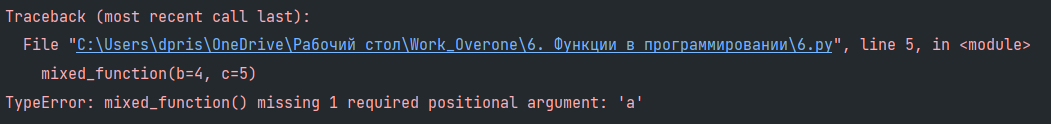 Traceback (most recent call last):
File "C:\Users\dpris\OneDrive\Рабочий стол\Work_Overone\6. Функции в программировании\6.py", line 5, in <module>
mixed_function(b=4, c=5)
TypeError: mixed_function() missing 1 required positional argument: 'a'